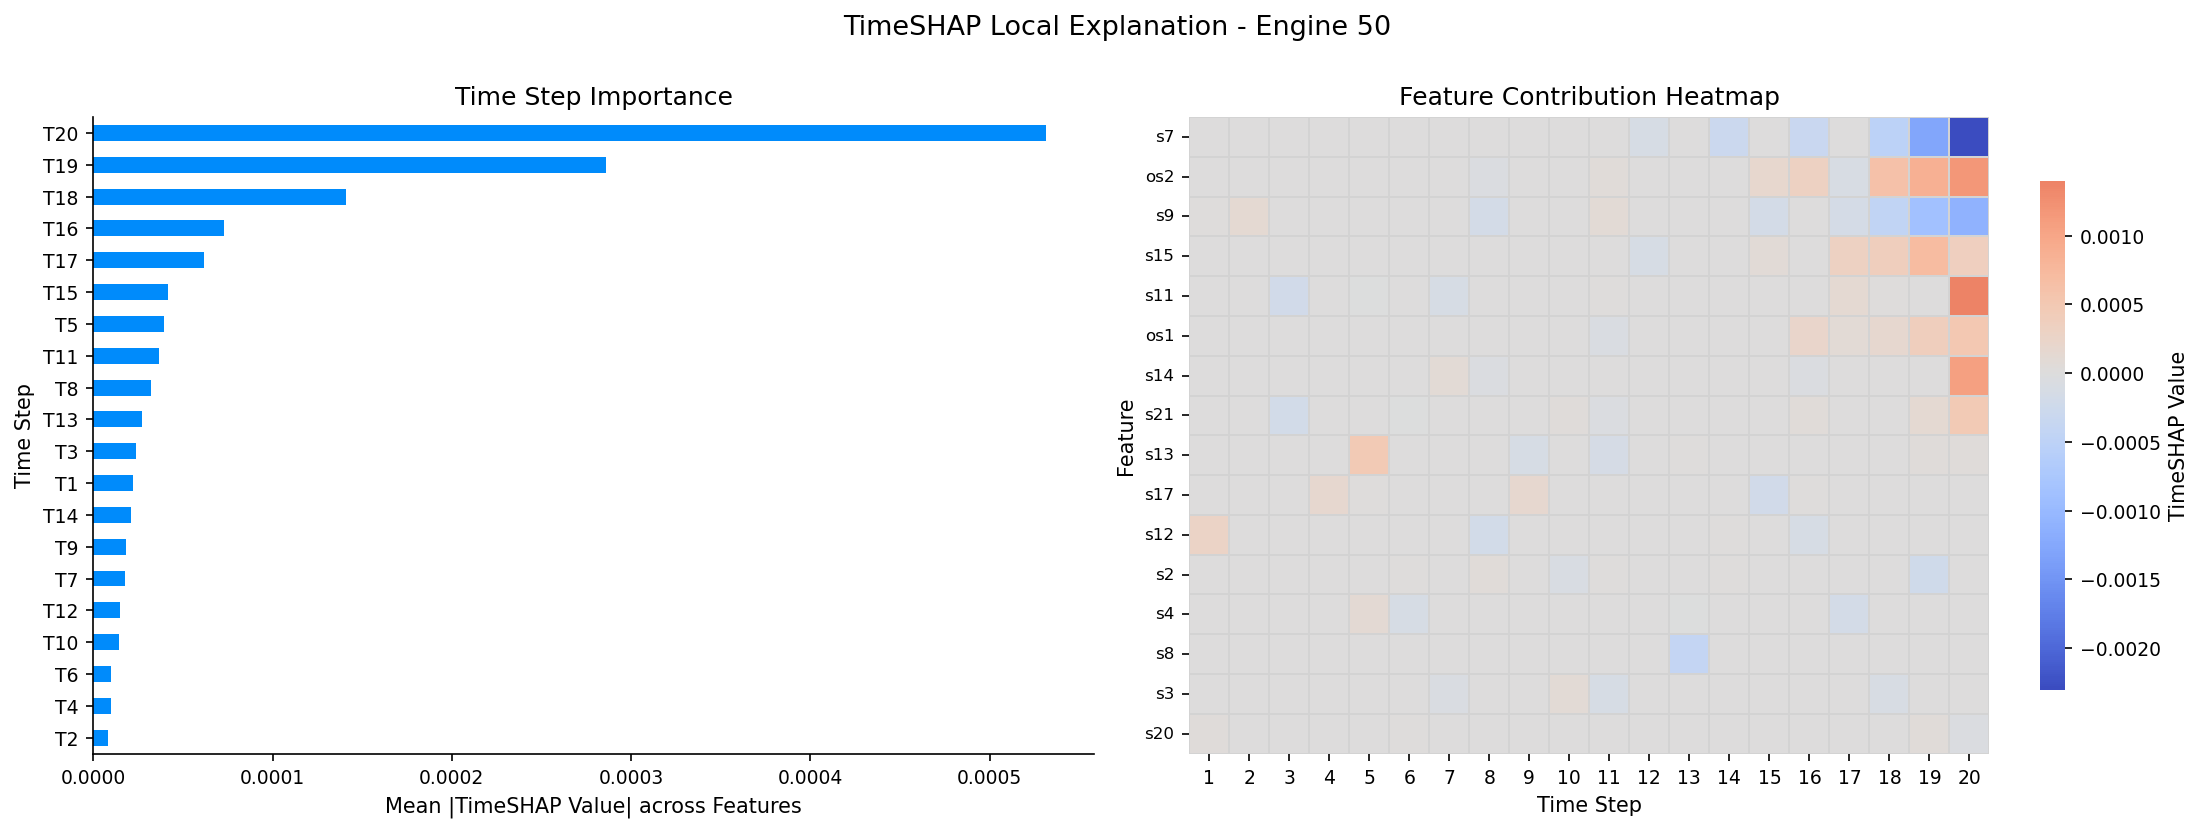 TimeSHAP Local Explanation - Engine 50
Time Step Importance
Time Step
T20
T19
T18
T16
T17
T15
T5
T11
T8
T13
T3
T1
T14
T9
T7
T12
T10
T6
T4
T2
0.0000 0.0001 0.0002 0.0003 0.0004 0.0005
Mean |TimeSHAP Value| across Features
Feature Contribution Heatmap
Feature
s7
os2
s9
s15
s11
os1
s14
s21
s13
s17
s12
s2
s4
s8
s3
s20
1 2 3 4 5 6 7 8 9 10 11 12 13 14 15 16 17 18 19 20
Time Step
0.0010
0.0005
0.0000
−0.0005
−0.0010
−0.0015
−0.0020
TimeSHAP Value